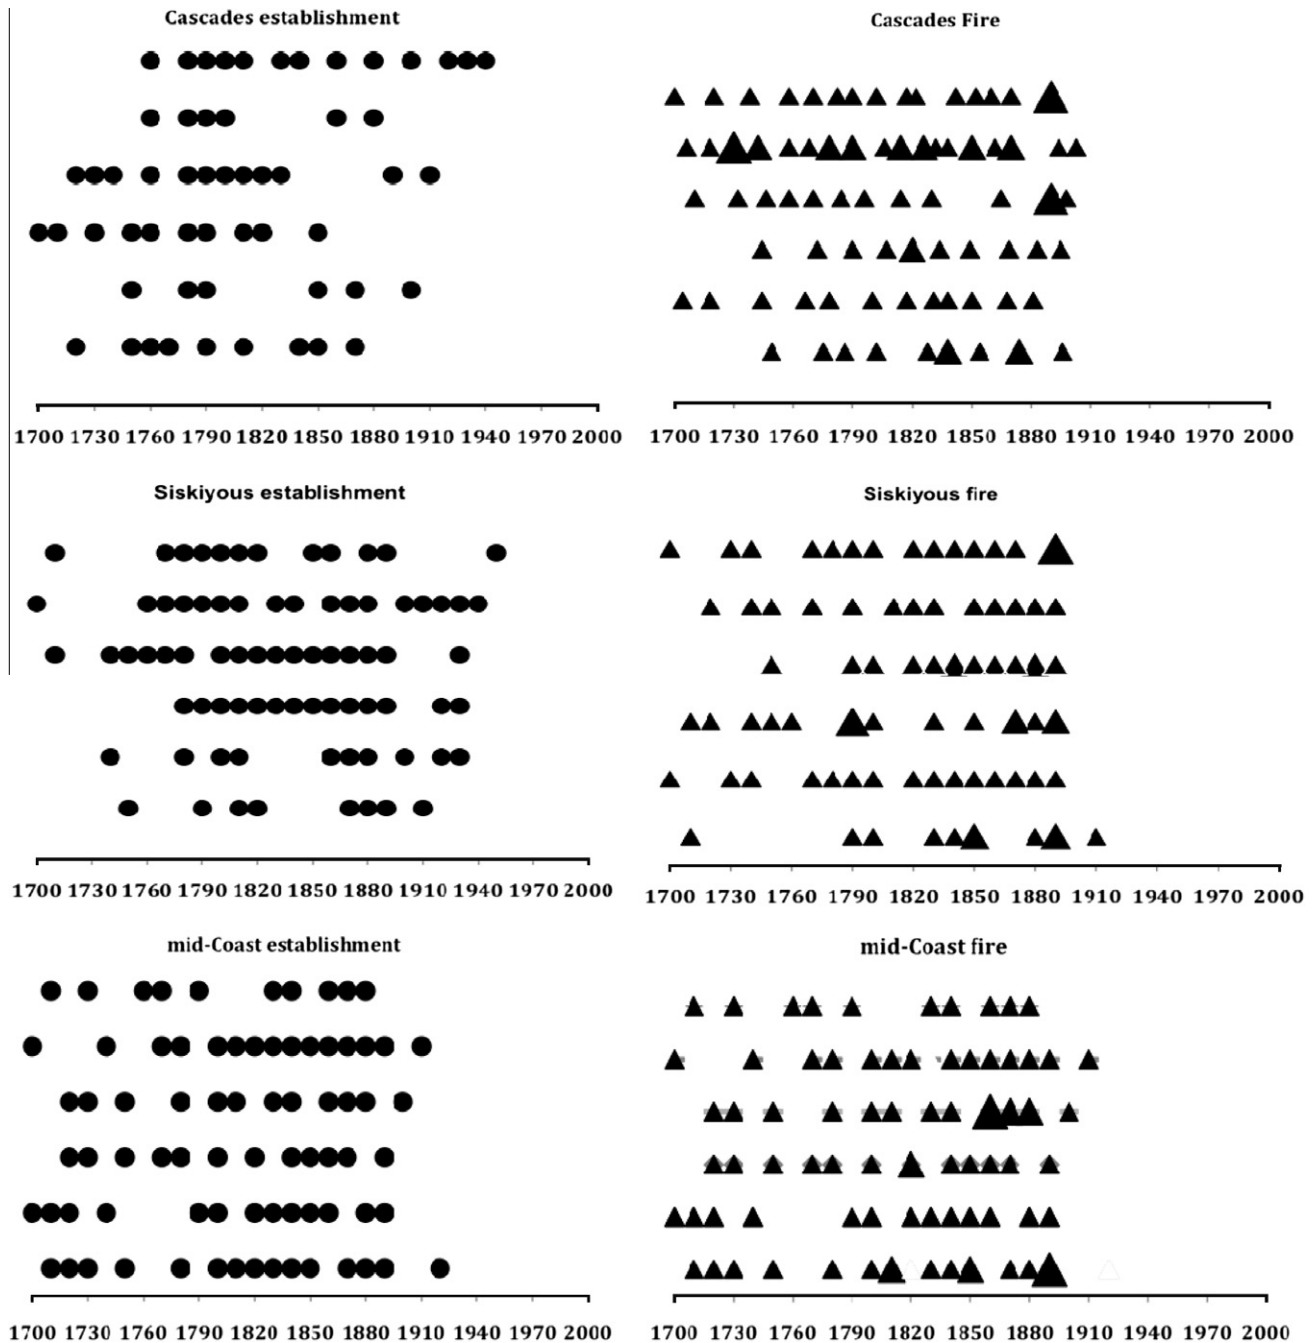 Cascades establishment
Cascades Fire
1700 1730 1760 1790 1820 1850 1880 1910 1940 1970 2000
1700 1730 1760 1790 1820 1850 1880 1910 1940 1970 2000
Siskiyous establishment
Siskiyous fire
1700 1730 1760 1790 1820 1850 1880 1910 1940 1970 2000
1700 1730 1760 1790 1820 1850 1880 1910 1940 1970 2000
mid-Coast establishment
mid-Coast fire
1700 1730 1760 1790 1820 1850 1880 1910 1940 1970 2000
1700 1730 1760 1790 1820 1850 1880 1910 1940 1970 2000